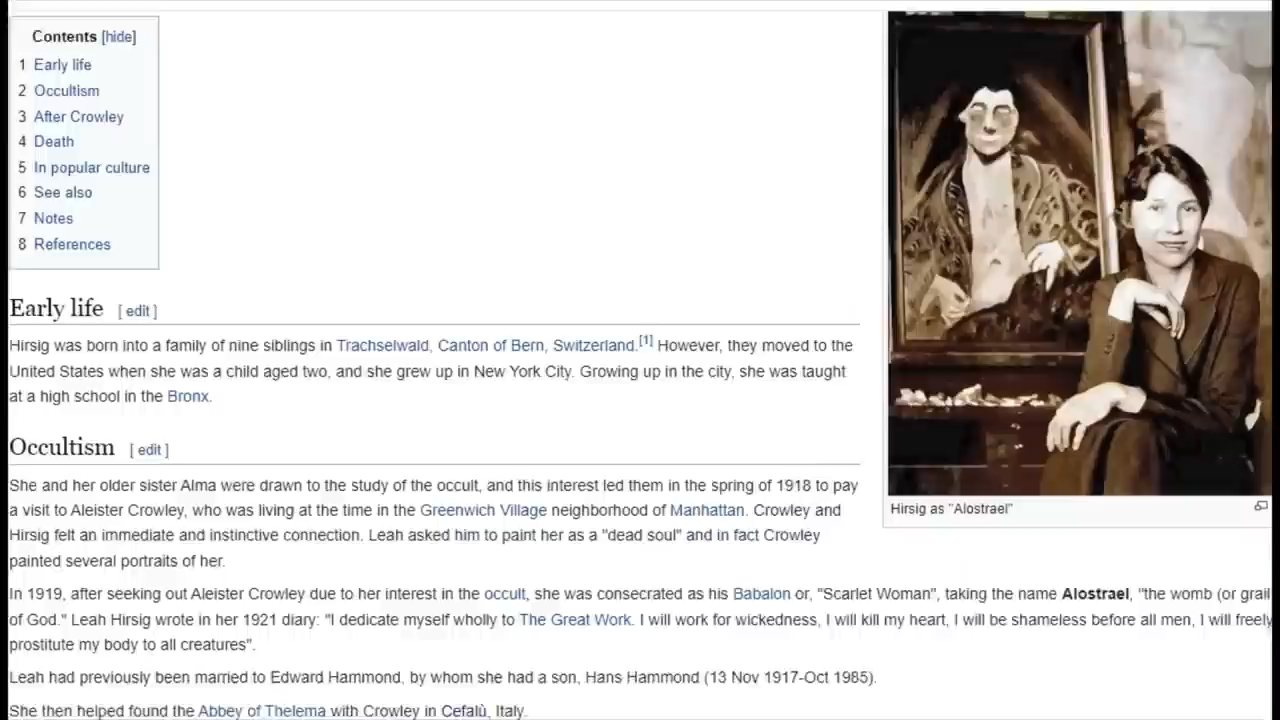 Contents [hide]
1 Early life
2 Occultism
3 After Crowley
4 Death
5 In popular culture
6 See also
7 Notes
8 References
Early life [ edit ]
Hirsig was born into a family of nine siblings in Trachselwald, Canton of Bern, Switzerland.[1] However, they moved to the
United States when she was a child aged two, and she grew up in New York City. Growing up in the city, she was taught
at a high school in the Bronx.
Occultism [ edit ]
She and her older sister Alma were drawn to the study of the occult, and this interest led them in the spring of 1918 to pay
a visit to Aleister Crowley, who was living at the time in the Greenwich Village neighborhood of Manhattan. Crowley and
Hirsig felt an immediate and instinctive connection. Leah asked him to paint her as a "dead soul" and in fact Crowley
painted several portraits of her.
Hirsig as "Alostrael"
In 1919, after seeking out Aleister Crowley due to her interest in the occult, she was consecrated as his Babalon or, "Scarlet Woman", taking the name Alostrael, "the womb (or grail
of God." Leah Hirsig wrote in her 1921 diary: "I dedicate myself wholly to The Great Work. I will work for wickedness, I will kill my heart, I will be shameless before all men, I will freely
prostitute my body to all creatures".
Leah had previously been married to Edward Hammond, by whom she had a son, Hans Hammond (13 Nov 1917-Oct 1985).
She then helped found the Abbey of Thelema with Crowley in Cefalù, Italy.